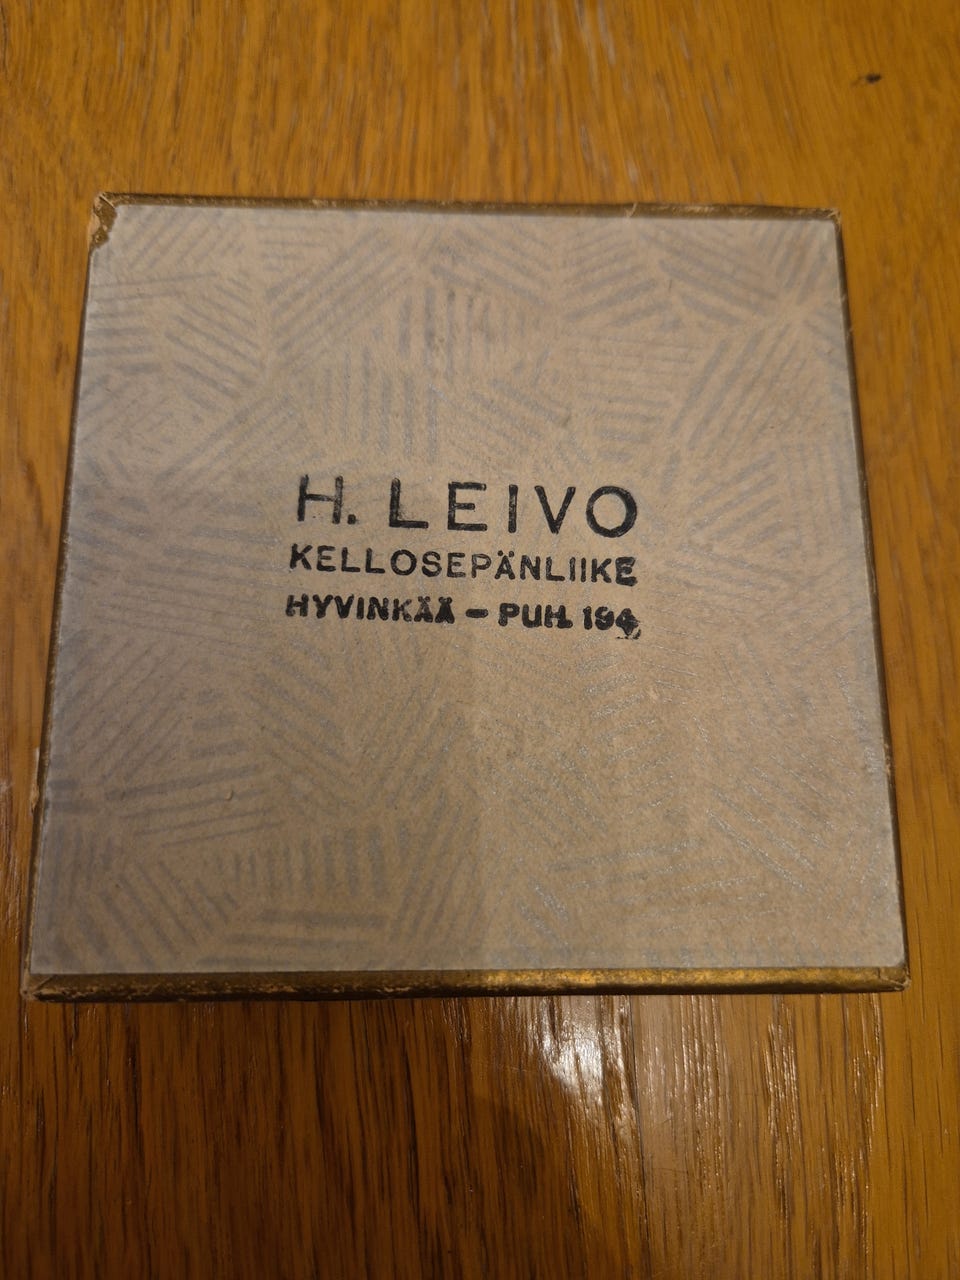 H. LEIVO
KELLOSEPÄNLIIKE
HYVINKÄÄ – PUH. 194